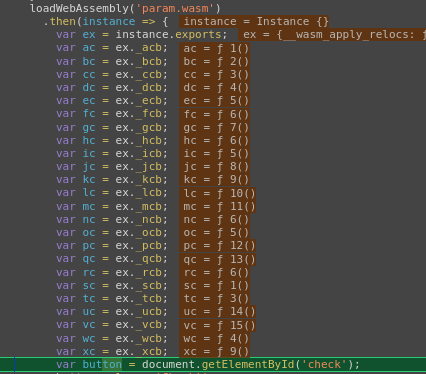 loadWebAssembly('param.wasm')
.then(instance => { instance = Instance {}
var ex = instance.exports; ex = {__wasm_apply_relocs: ƒ
var ac = ex._acb; ac = ƒ 1()
var bc = ex._bcb; bc = ƒ 2()
var cc = ex._ccb; cc = ƒ 3()
var dc = ex._dcb; dc = ƒ 4()
var ec = ex._ecb; ec = ƒ 5()
var fc = ex._fcb; fc = ƒ 6()
var gc = ex._gcb; gc = ƒ 7()
var hc = ex._hcb; hc = ƒ 6()
var ic = ex._icb; ic = ƒ 5()
var jc = ex._jcb; jc = ƒ 8()
var kc = ex._kcb; kc = ƒ 9()
var lc = ex._lcb; lc = ƒ 10()
var mc = ex._mcb; mc = ƒ 11()
var nc = ex._ncb; nc = ƒ 6()
var oc = ex._ocb; oc = ƒ 5()
var pc = ex._pcb; pc = ƒ 12()
var qc = ex._qcb; qc = ƒ 13()
var rc = ex._rcb; rc = ƒ 6()
var sc = ex._scb; sc = ƒ 1()
var tc = ex._tcb; tc = ƒ 3()
var uc = ex._ucb; uc = ƒ 14()
var vc = ex._vcb; vc = ƒ 15()
var wc = ex._wcb; wc = ƒ 4()
var xc = ex._xcb; xc = ƒ 9()
var button = document.getElementById('check');